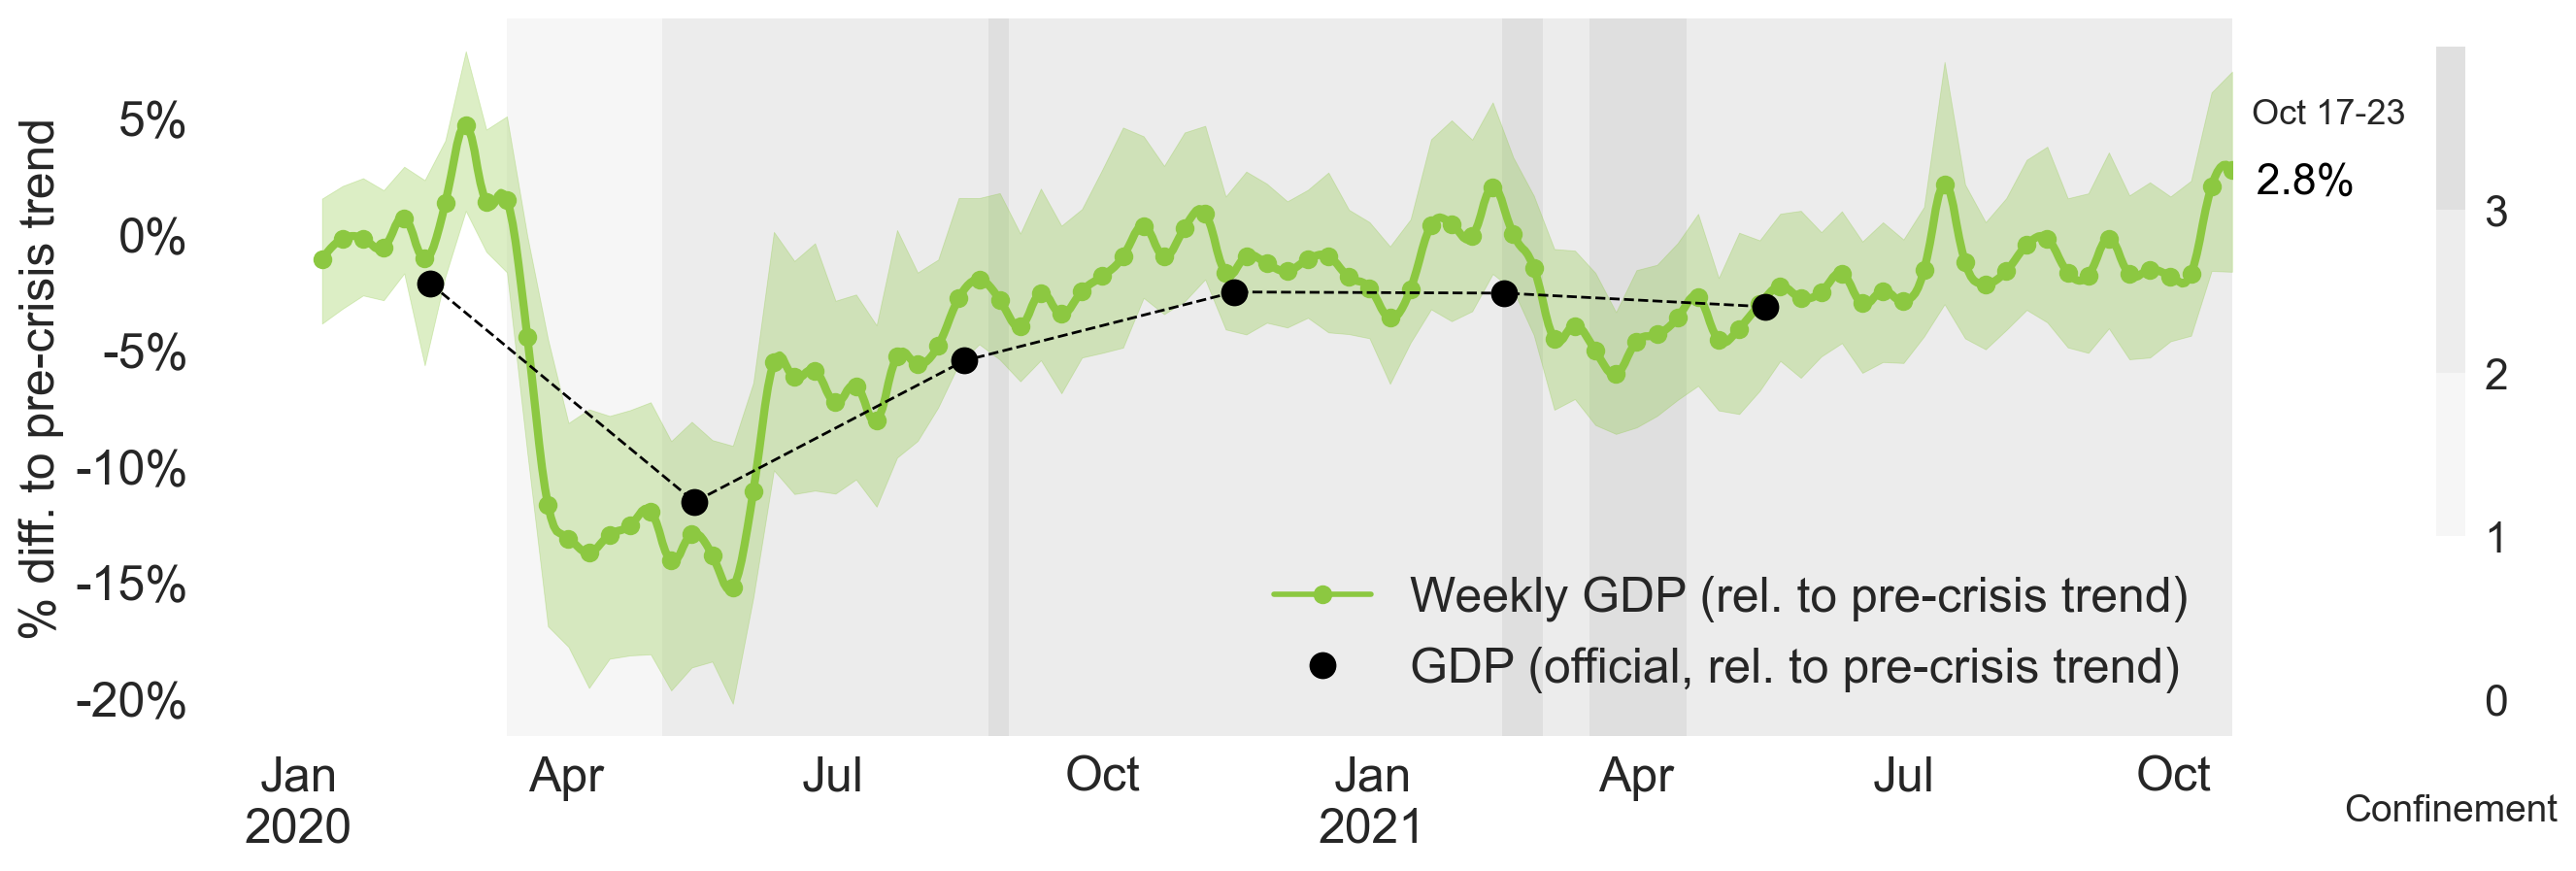 % diff. to pre-crisis trend
5%
0%
-5%
-10%
-15%
-20%
Jan
2020
Apr
Jul
Oct
Jan
2021
Apr
Jul
Oct
Weekly GDP (rel. to pre-crisis trend)
GDP (official, rel. to pre-crisis trend)
Oct 17-23
2.8%
3
2
1
0
Confinement